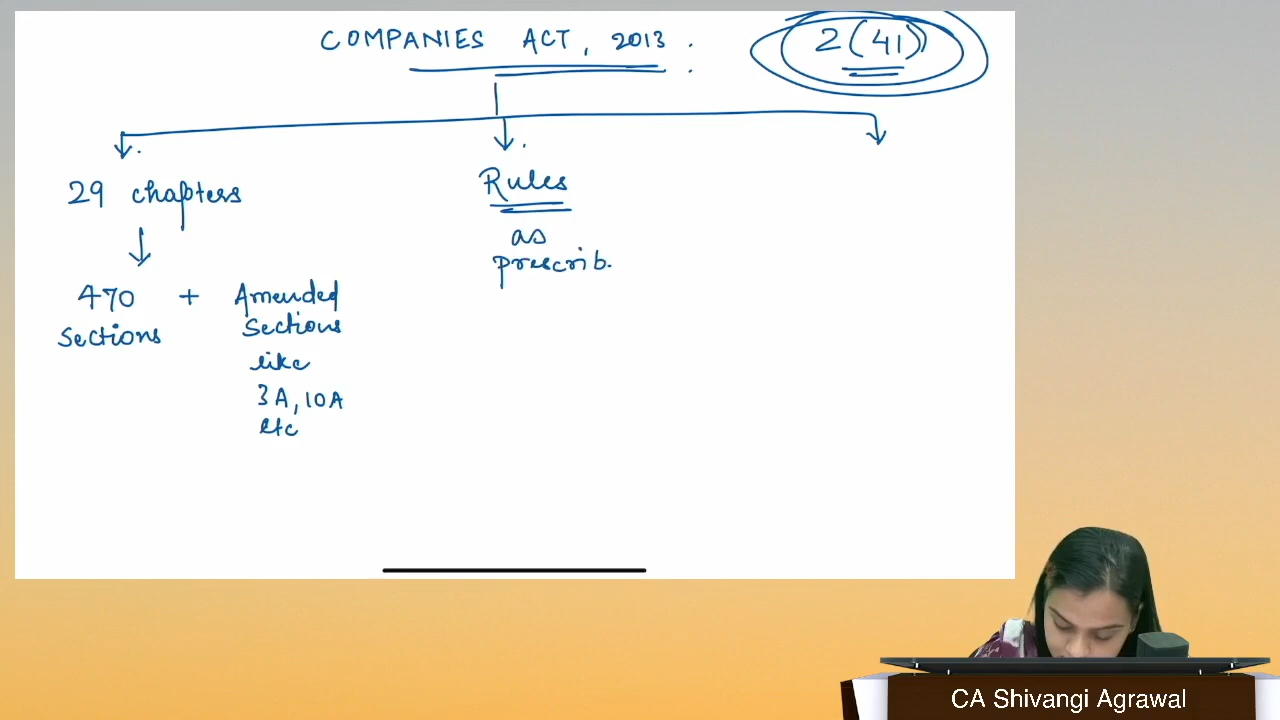 COMPANIES ACT, 2013.
2(41)
29 chapters
470 + Amended
sections sections
like
3A, 10A
etc
Rules
as
prescrib.
CA Shivangi Agrawal